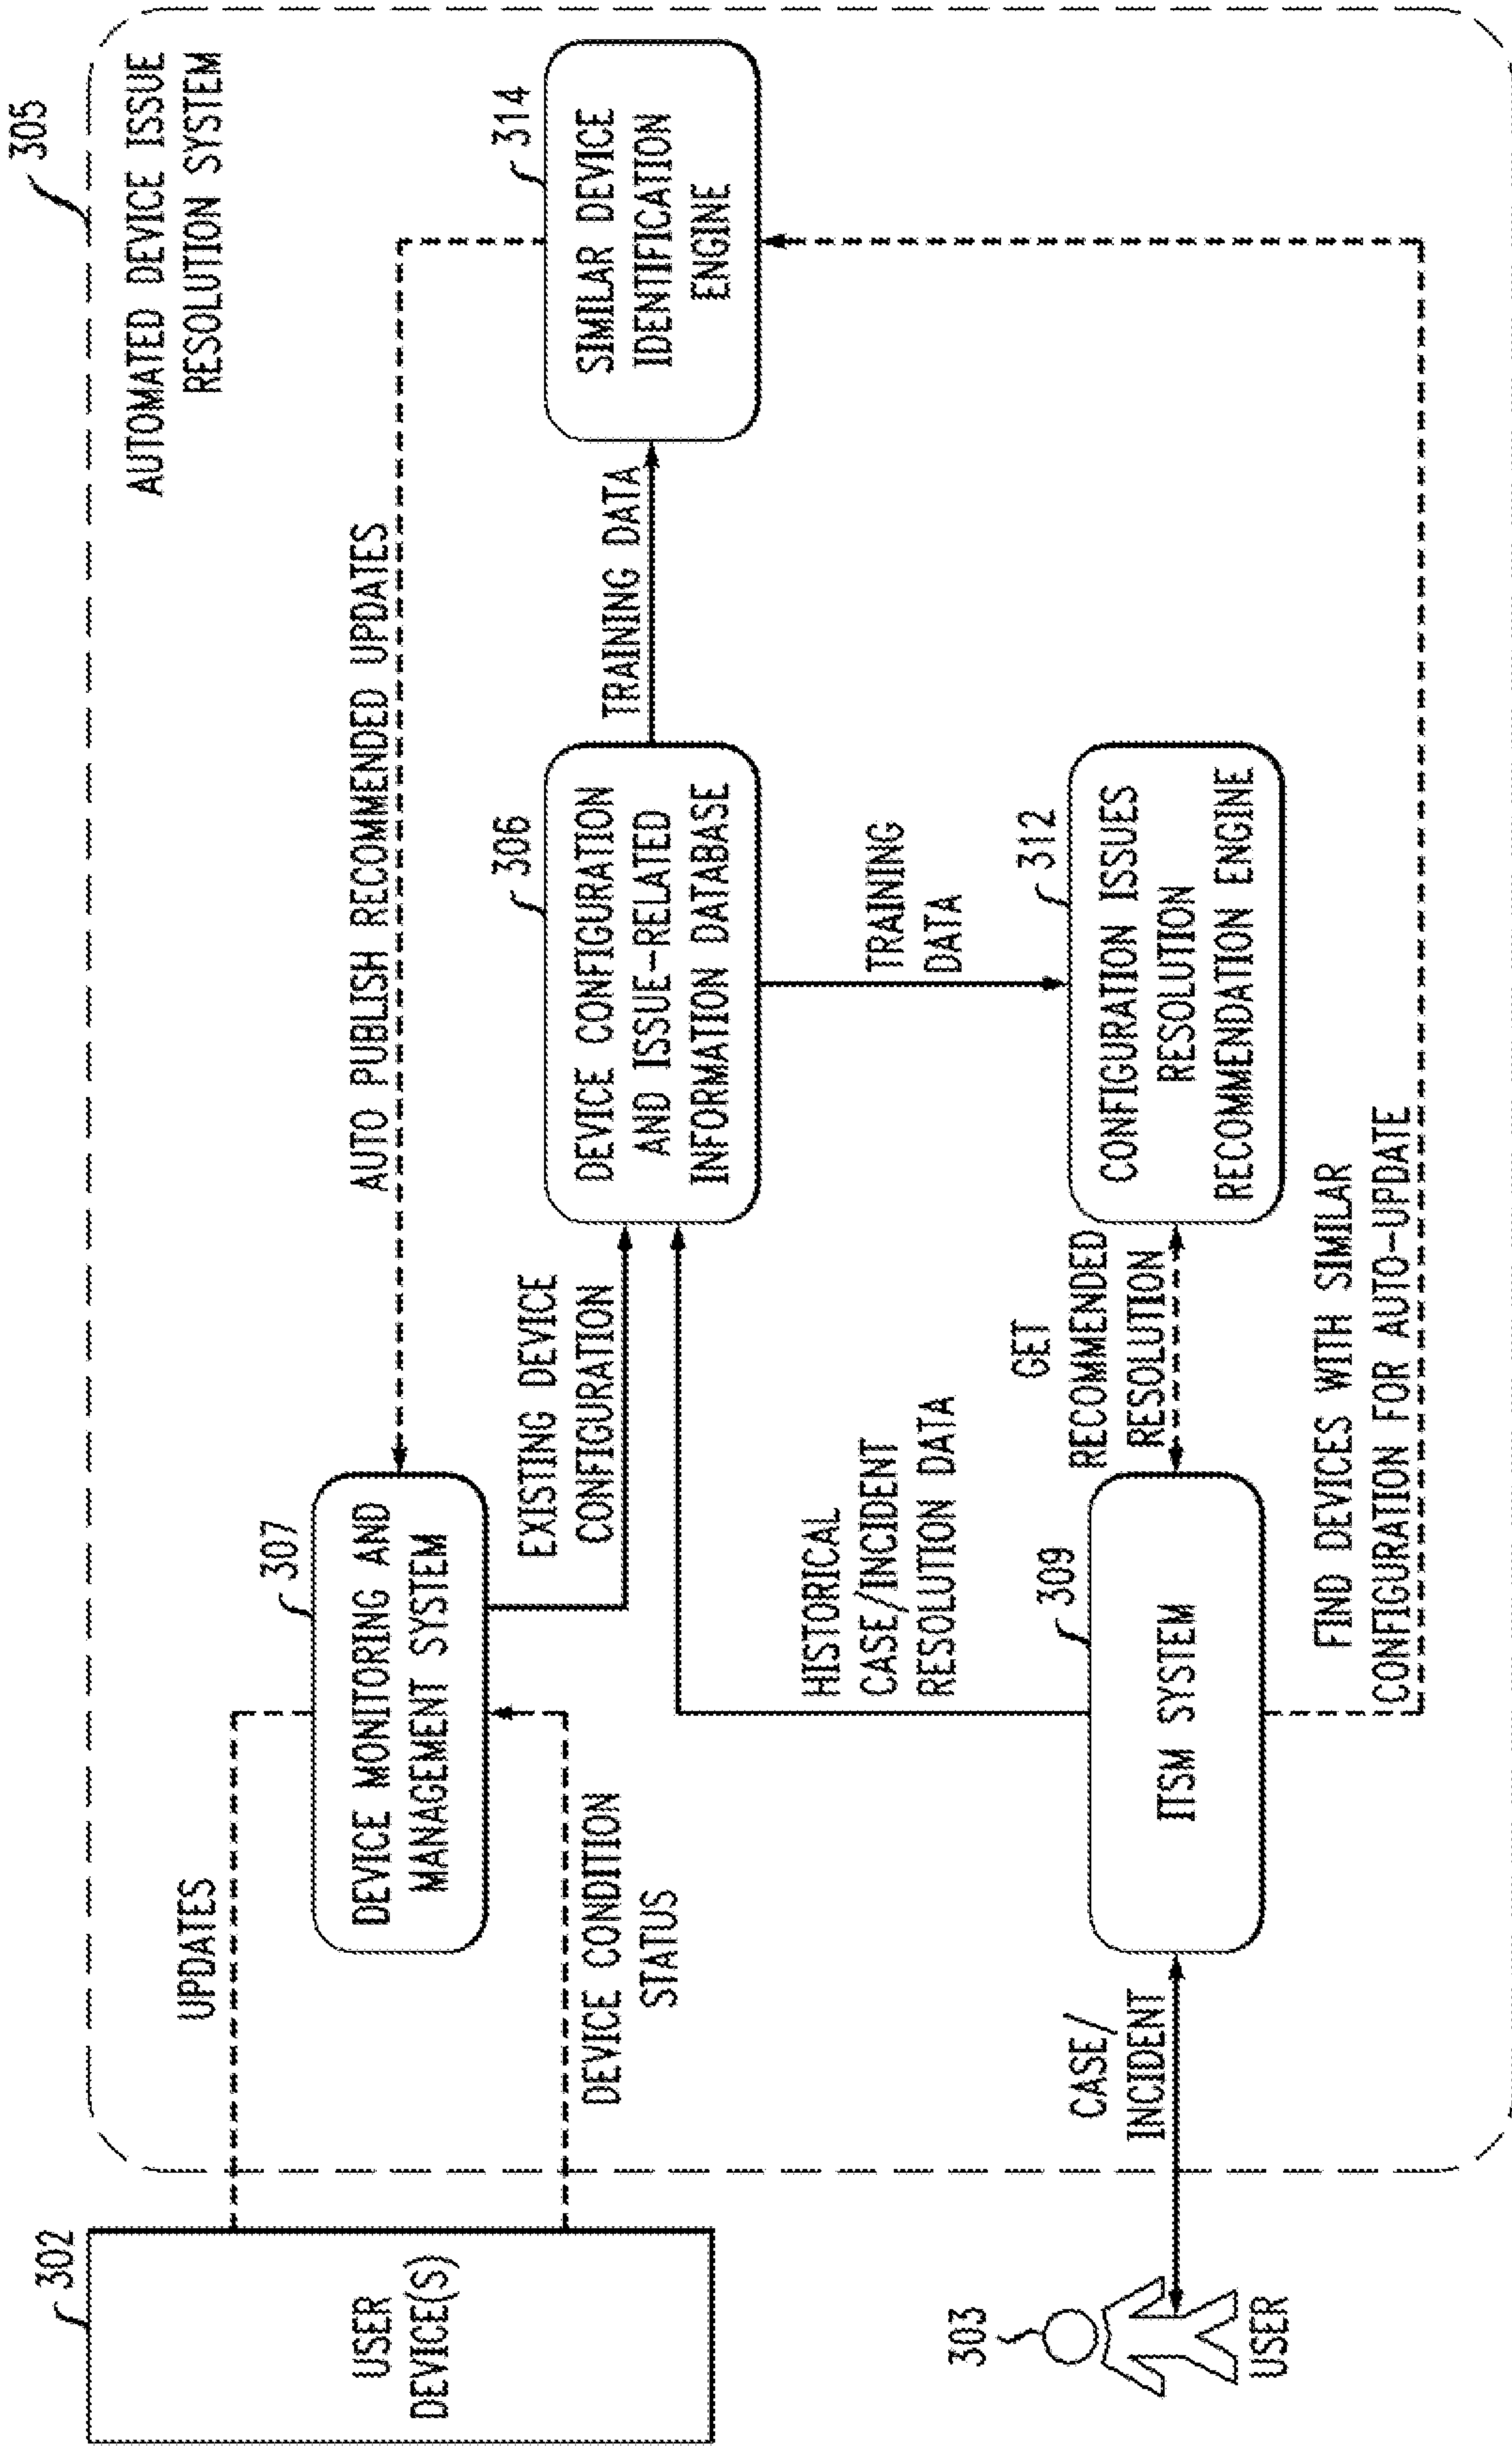 305
AUTOMATED DEVICE ISSUE
RESOLUTION SYSTEM
302
USER
DEVICE(S)
UPDATES
307
DEVICE MONITORING AND
MANAGEMENT SYSTEM
DEVICE CONDITION
STATUS
AUTO PUBLISH RECOMMENDED UPDATES
EXISTING DEVICE
CONFIGURATION
306
DEVICE CONFIGURATION
AND ISSUE-RELATED
INFORMATION DATABASE
TRAINING DATA
314
SIMILAR DEVICE
IDENTIFICATION
ENGINE
HISTORICAL
CASE/INCIDENT
RESOLUTION DATA
TRAINING
DATA
303
USER
CASE/
INCIDENT
309
ITSM SYSTEM
GET
RECOMMENDED
RESOLUTION
312
CONFIGURATION ISSUES
RESOLUTION
RECOMMENDATION ENGINE
FIND DEVICES WITH SIMILAR
CONFIGURATION FOR AUTO-UPDATE